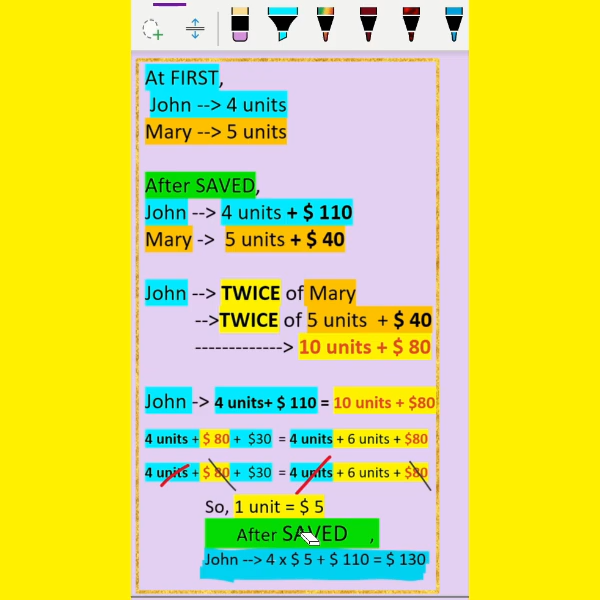 At FIRST,
John --> 4 units
Mary --> 5 units
After SAVED,
John --> 4 units + $ 110
Mary -> 5 units + $ 40
John --> TWICE of Mary
-->TWICE of 5 units + $ 40
-------------> 10 units + $ 80
John -> 4 units+ $ 110 = 10 units + $80
4 units + $ 80 + $30 = 4 units + 6 units + $80
4 units + $ 80 + $30 = 4 units + 6 units + $80
So, 1 unit = $ 5
After SAVED ,
John --> 4 x $ 5 + $ 110 = $ 130